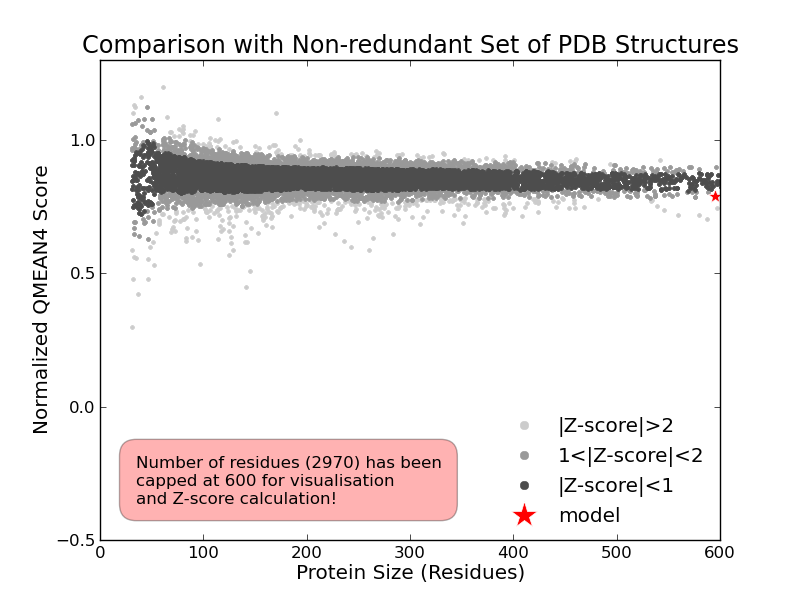 Comparison with Non-redundant Set of PDB Structures
Normalized QMEAN4 Score
1.0
0.5
0.0
−0.5
|Z-score|>2
1<|Z-score|<2
|Z-score|<1
model
Number of residues (2970) has been
capped at 600 for visualisation
and Z-score calculation!
0 100 200 300 400 500 600
Protein Size (Residues)